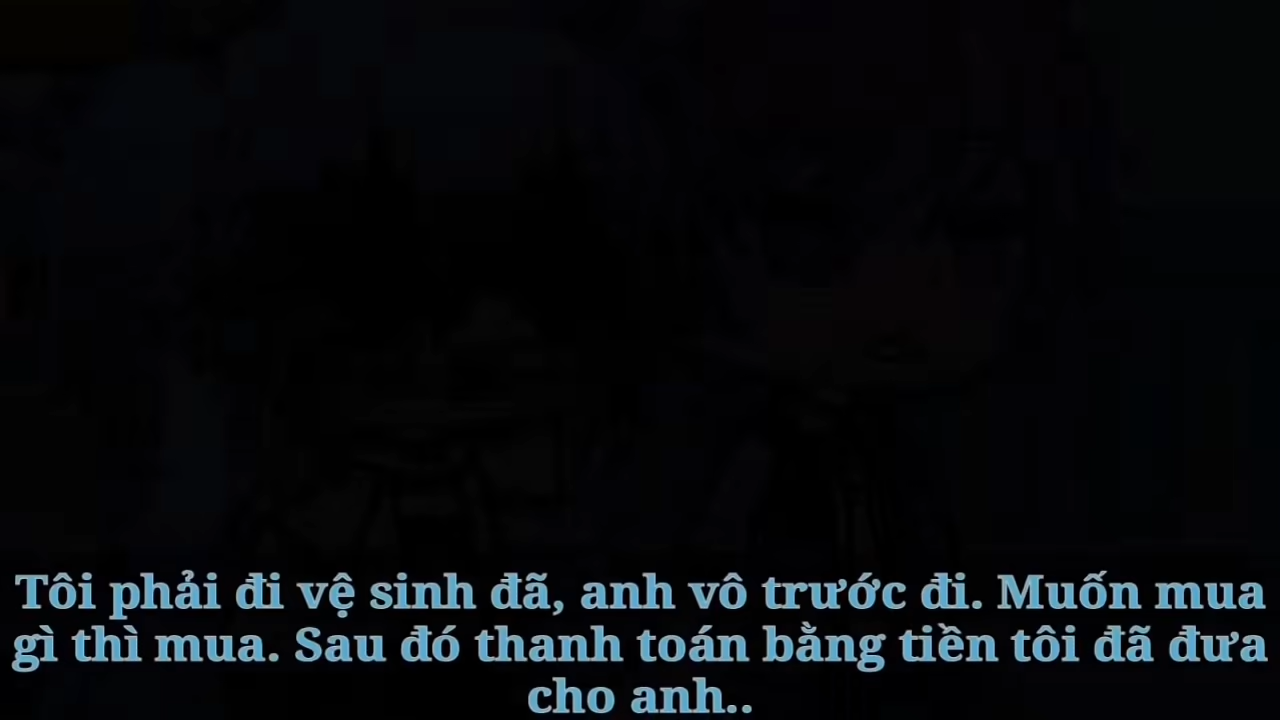 Tôi phải đi vệ sinh đã, anh vô trước đi. Muốn mua
gì thì mua. Sau đó thanh toán bằng tiền tôi đã đưa
cho anh..